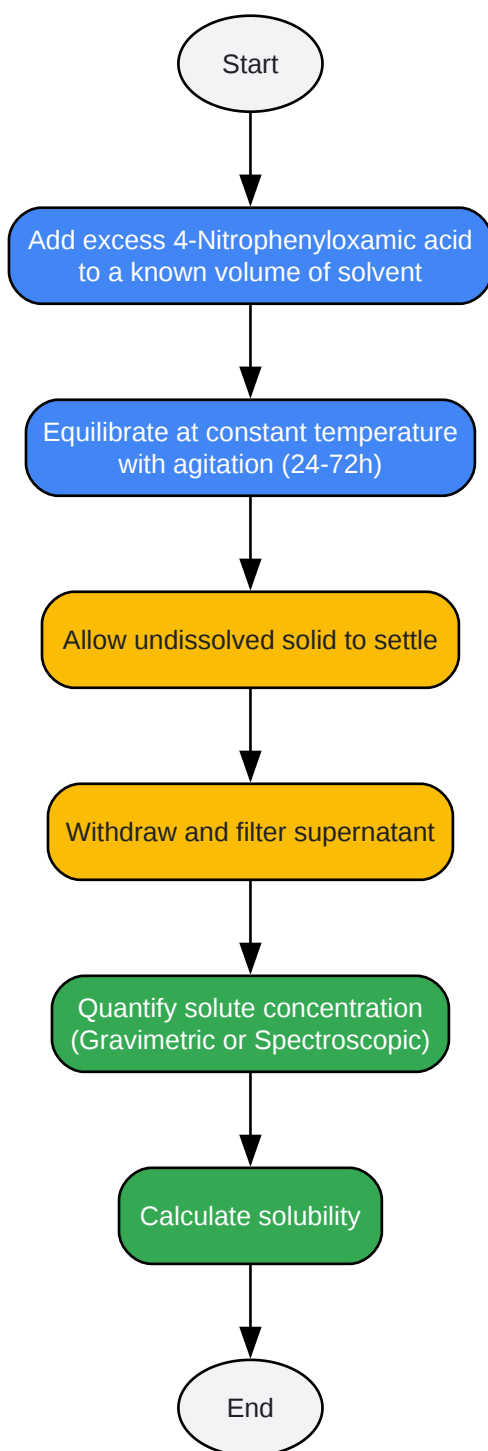 Start
Add excess 4-Nitrophenyloxamic acid
to a known volume of solvent
Equilibrate at constant temperature
with agitation (24-72h)
Allow undissolved solid to settle
Withdraw and filter supernatant
Quantify solute concentration
(Gravimetric or Spectroscopic)
Calculate solubility
End